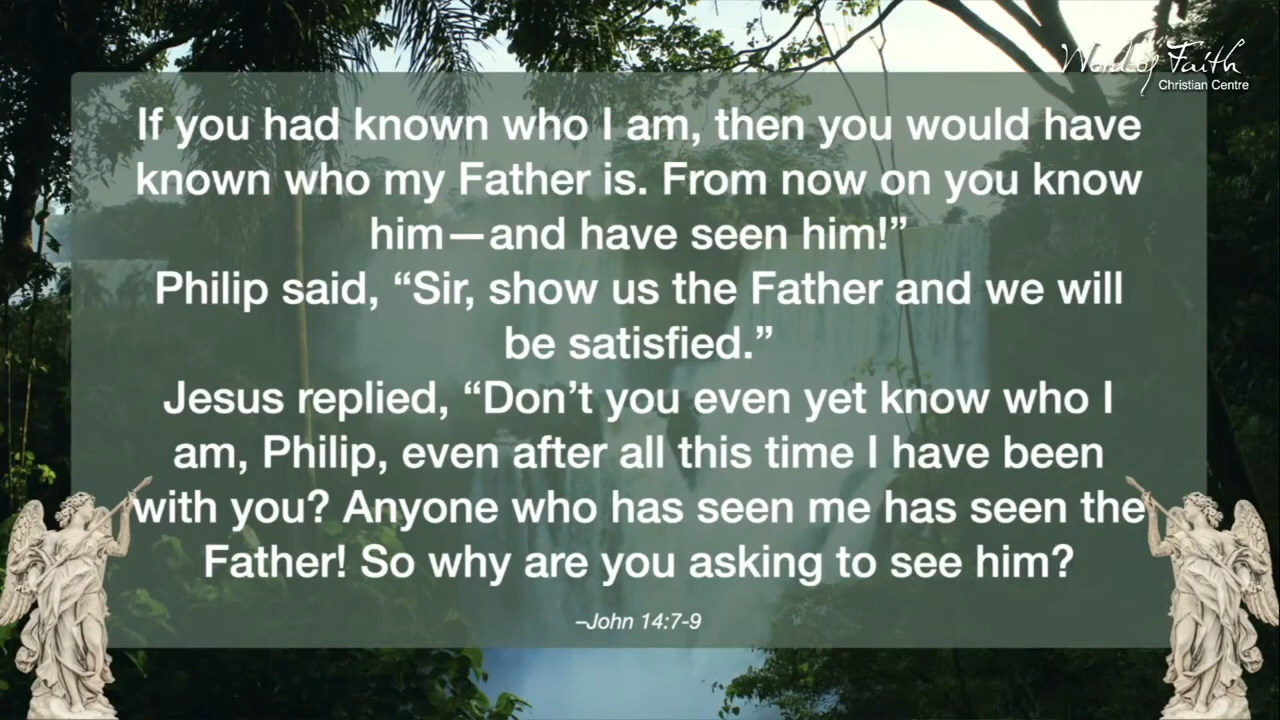 Word of Faith
Christian Centre
If you had known who I am, then you would have
known who my Father is. From now on you know
him—and have seen him!”
Philip said, “Sir, show us the Father and we will
be satisfied.”
Jesus replied, “Don’t you even yet know who I
am, Philip, even after all this time I have been
with you? Anyone who has seen me has seen the
Father! So why are you asking to see him?
–John 14:7-9